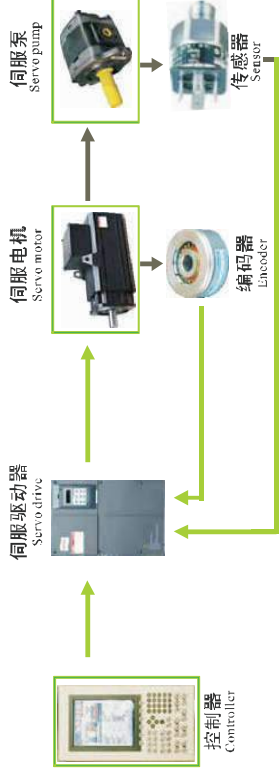 控制器
Controller
伺服驱动器
Servo drive
伺服电机
Servo motor
编码器
Encoder
伺服泵
Servo pump
传感器
Sensor